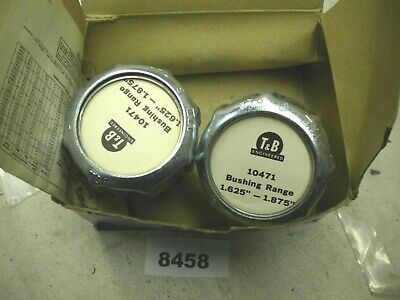 T&B
ENGINEERED
10471
Bushing Range
1.625" – 1.875"
T&B
ENGINEERED
10471
Bushing Range
1.625" – 1.875"
8458